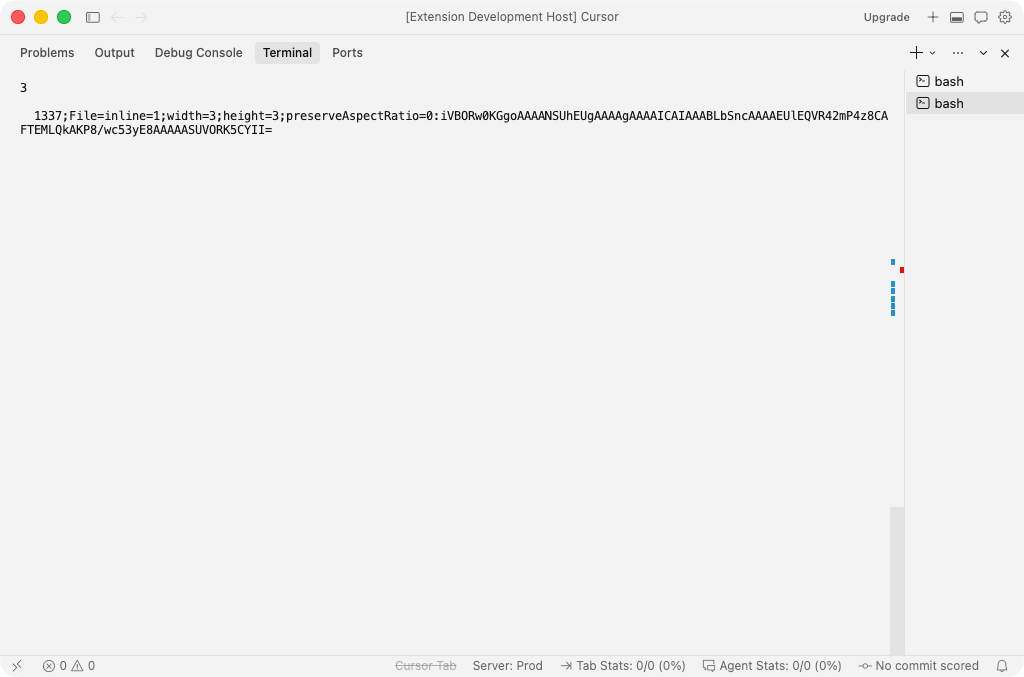 [Extension Development Host] Cursor
Upgrade
Problems Output Debug Console Terminal Ports
3
1337;File=inline=1;width=3;height=3;preserveAspectRatio=0:iVBORw0KGgoAAAANSUhEUgAAAAgAAAAICAIAAABLbSncAAAAEUlEQVR42mP4z8CA
FTEMLQkAKP8/wc53yE8AAAAASUVORK5CYII=
bash
bash
0 0
Cursor Tab Server: Prod Tab Stats: 0/0 (0%) Agent Stats: 0/0 (0%) No commit scored